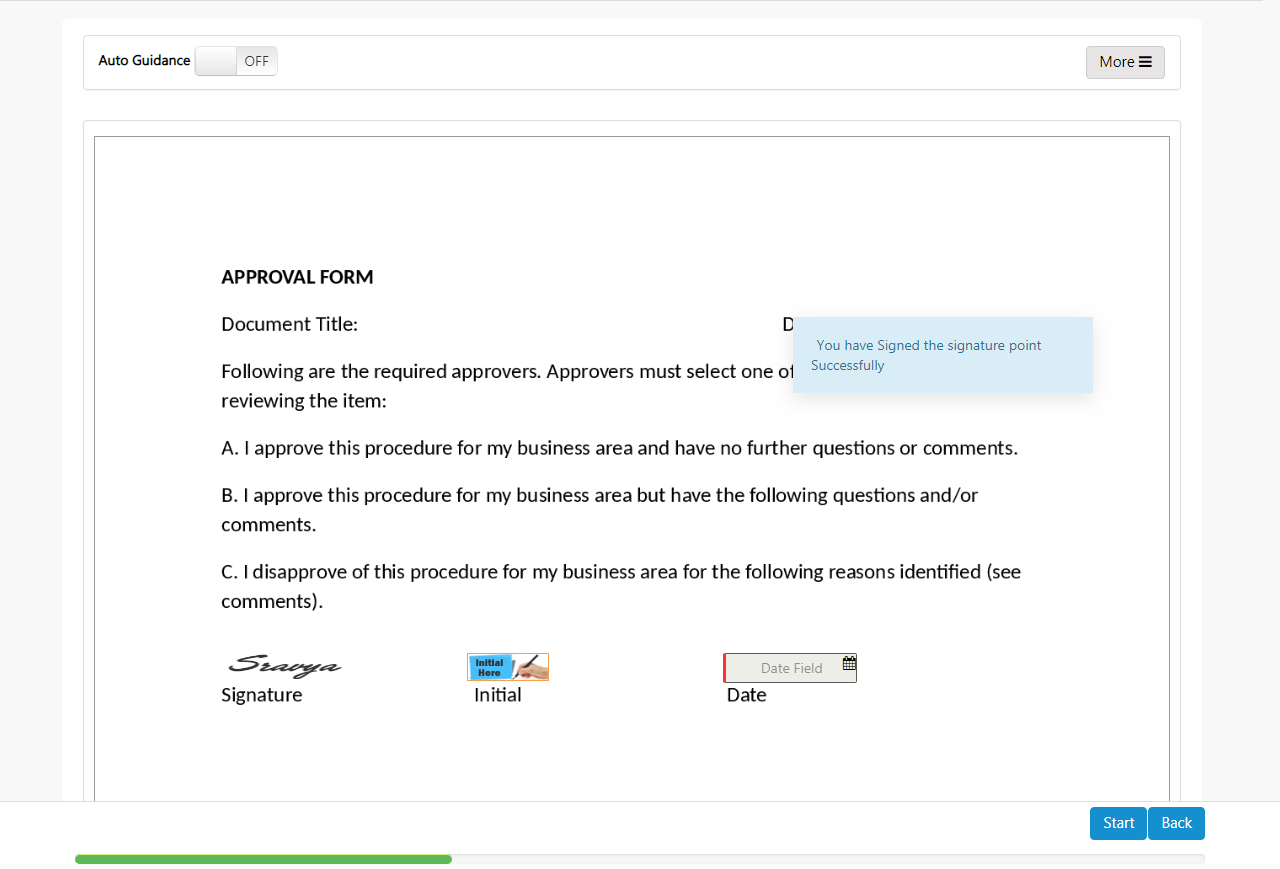 Auto Guidance OFF More
APPROVAL FORM
Document Title: D
You have Signed the signature point
Successfully
Following are the required approvers. Approvers must select one of
reviewing the item:
A. I approve this procedure for my business area and have no further questions or comments.
B. I approve this procedure for my business area but have the following questions and/or
comments.
C. I disapprove of this procedure for my business area for the following reasons identified (see
comments).
Sravya
Initial
Here
Date Field
Signature Initial Date
Start Back